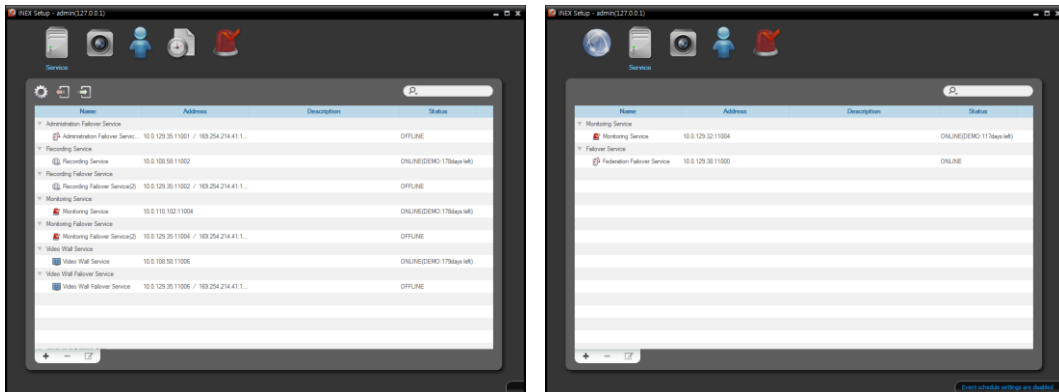 iNEX Setup - admin(127.0.0.1)
Service
Name Address Description Status
Administration Failover Service
Administration Failover Servic... 10.0.129.35:11001 / 169.254.214.41:1... OFFLINE
Recording Service
Recording Service 10.0.108.58:11002 ONLINE(DEMO:178days left)
Recording Failover Service
Recording Failover Service(2) 10.0.129.35:11002 / 169.254.214.41:1... OFFLINE
Monitoring Service
Monitoring Service 10.0.110.102:11004 ONLINE(DEMO:178days left)
Monitoring Failover Service
Monitoring Failover Service(2) 10.0.129.35:11004 / 169.254.214.41:1... OFFLINE
Video Wall Service
Video Wall Service 10.0.108.58:11006 ONLINE(DEMO:179days left)
Video Wall Failover Service
Video Wall Failover Service 10.0.129.35:11006 / 169.254.214.41:1... OFFLINE
iNEX Setup - admin(127.0.0.1)
Service
Name Address Description Status
Monitoring Service
Monitoring Service 10.0.129.32:11004 ONLINE(DEMO:117days left)
Failover Service
Federation Failover Service 10.0.129.38:11000 ONLINE
Event schedule settings are disabled